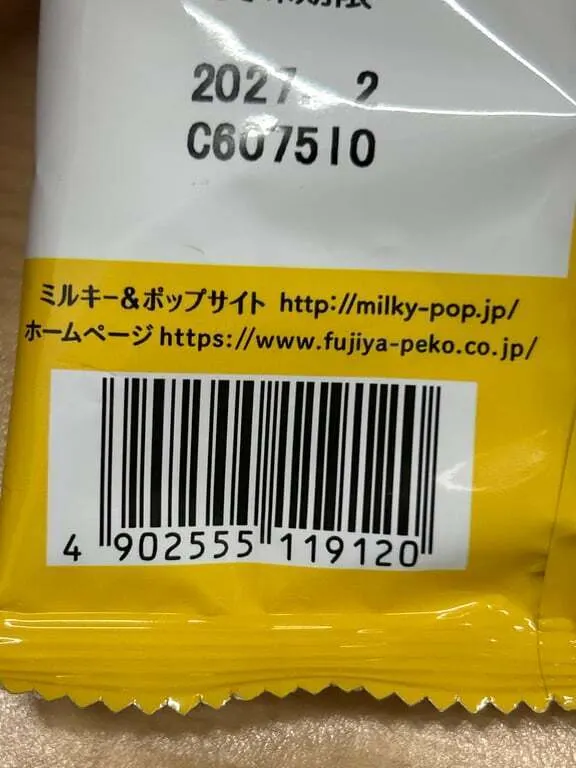 2027. 2
C607510
ミルキー&ポップサイト http://milky-pop.jp/
ホームページ https://www.fujiya-peko.co.jp/
4 902555 119120